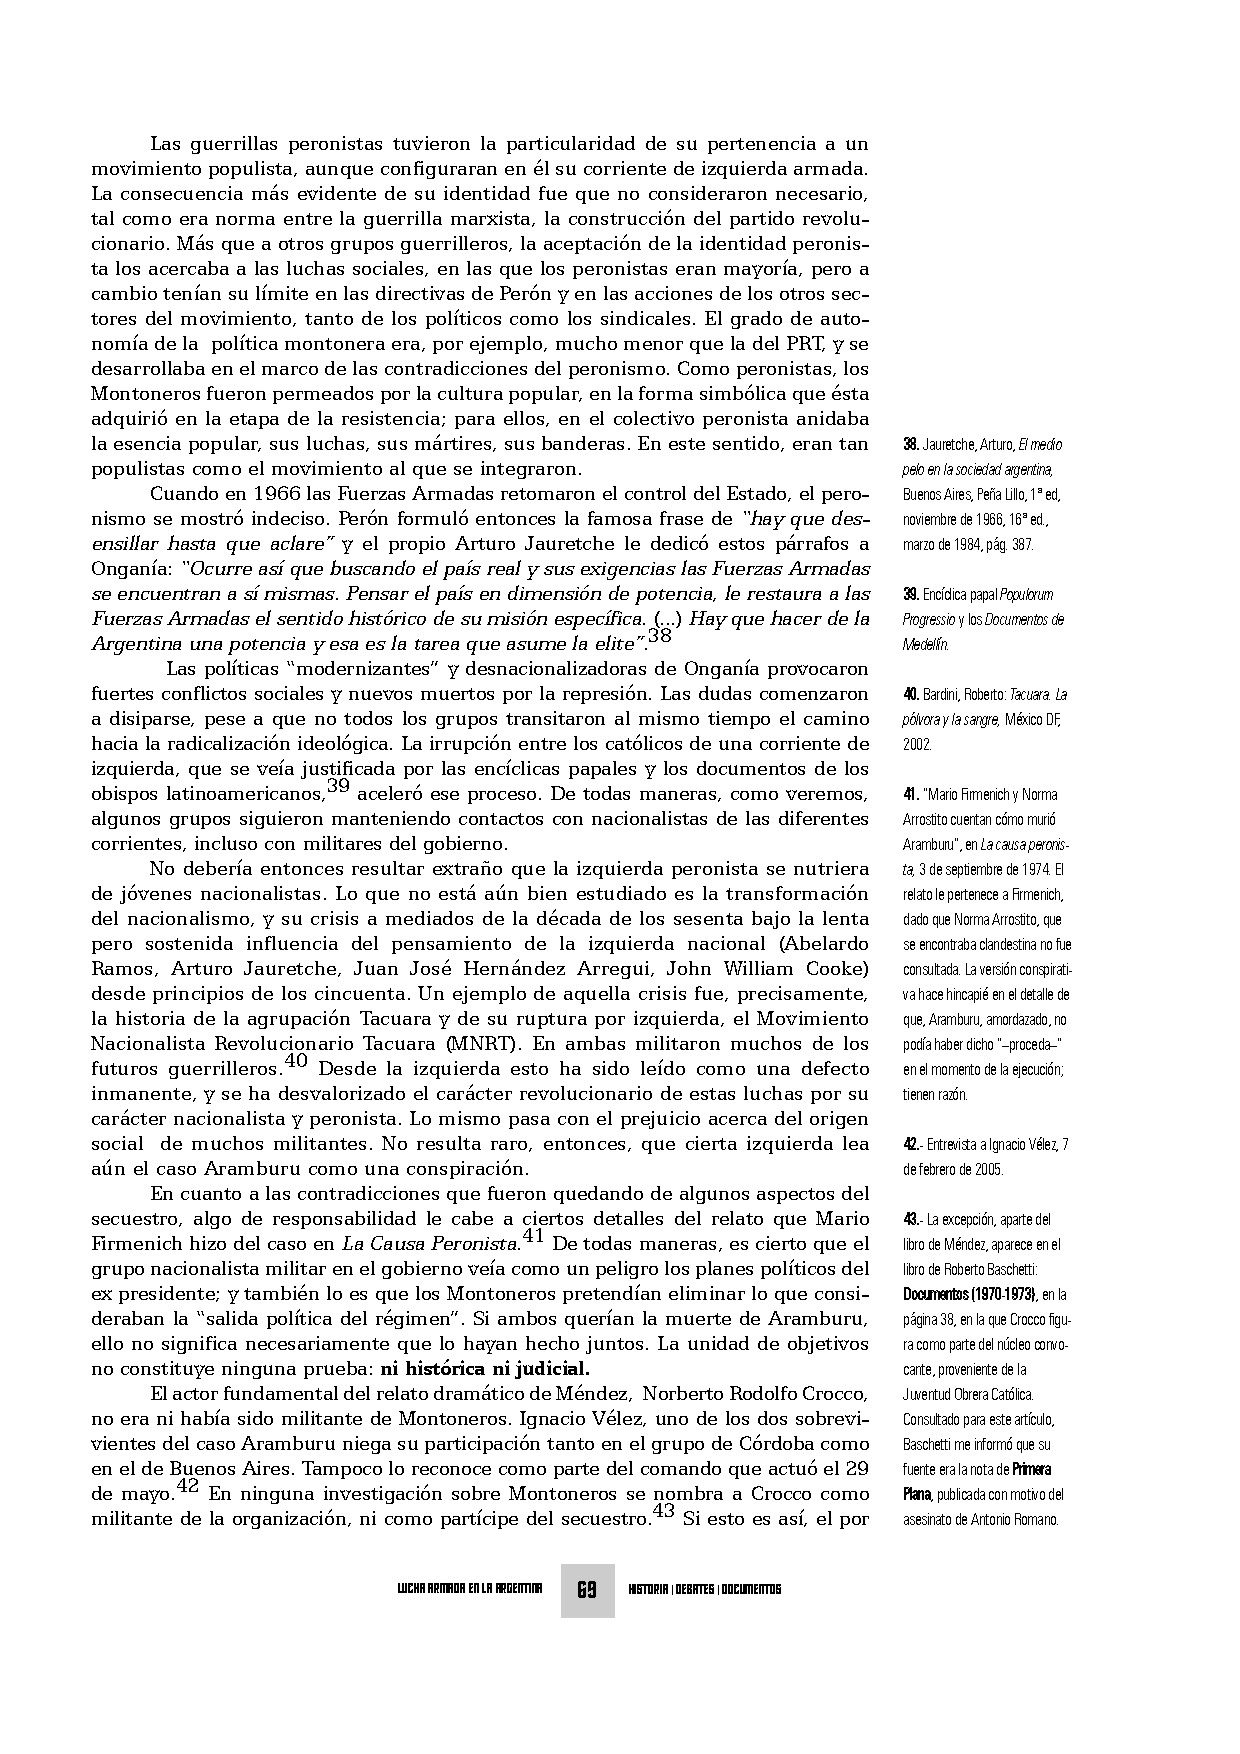 Las guerrillas peronistas tuvieron la particularidad de su pertenencia a un
movimiento populista, aunque configuraran en él su corriente de izquierda armada.
La consecuencia más evidente de su identidad fue que no consideraron necesario,
tal como era norma entre la guerrilla marxista, la construcción del partido revolu-
cionario. Más que a otros grupos guerrilleros, la aceptación de la identidad peronis-
ta los acercaba a las luchas sociales, en las que los peronistas eran mayoría, pero a
cambio tenían su límite en las directivas de Perón y en las acciones de los otros sec-
tores del movimiento, tanto de los políticos como los sindicales. El grado de auto-
nomía de la  política montonera era, por ejemplo, mucho menor que la del PRT, y se
desarrollaba en el marco de las contradicciones del peronismo. Como peronistas, los
Montoneros fueron permeados por la cultura popular, en la forma simbólica que ésta
adquirió en la etapa de la resistencia; para ellos, en el colectivo peronista anidaba
la esencia popular, sus luchas, sus mártires, sus banderas. En este sentido, eran tan
populistas como el movimiento al que se integraron.
Cuando en 1966 las Fuerzas Armadas retomaron el control del Estado, el pero-
nismo se mostró indeciso. Perón formuló entonces la famosa frase de "hay que des-
ensillar hasta que aclare" y el propio Arturo Jauretche le dedicó estos párrafos a
Onganía: "Ocurre así que buscando el país real y sus exigencias las Fuerzas Armadas
se encuentran a sí mismas. Pensar el país en dimensión de potencia, le restaura a las
Fuerzas Armadas el sentido histórico de su misión específica. (...) Hay que hacer de la
Argentina una potencia y esa es la tarea que asume la elite".38
Las políticas "modernizantes" y desnacionalizadoras de Onganía provocaron
fuertes conflictos sociales y nuevos muertos por la represión. Las dudas comenzaron
a disiparse, pese a que no todos los grupos transitaron al mismo tiempo el camino
hacia la radicalización ideológica. La irrupción entre los católicos de una corriente de
izquierda, que se veía justificada por las encíclicas papales y los documentos de los
obispos latinoamericanos,39 aceleró ese proceso. De todas maneras, como veremos,
algunos grupos siguieron manteniendo contactos con nacionalistas de las diferentes
corrientes, incluso con militares del gobierno.
No debería entonces resultar extraño que la izquierda peronista se nutriera
de jóvenes nacionalistas. Lo que no está aún bien estudiado es la transformación
del nacionalismo, y su crisis a mediados de la década de los sesenta bajo la lenta
pero sostenida influencia del pensamiento de la izquierda nacional (Abelardo
Ramos, Arturo Jauretche, Juan José Hernández Arregui, John William Cooke)
desde principios de los cincuenta. Un ejemplo de aquella crisis fue, precisamente,
la historia de la agrupación Tacuara y de su ruptura por izquierda, el Movimiento
Nacionalista Revolucionario Tacuara (MNRT). En ambas militaron muchos de los
futuros guerrilleros.40 Desde la izquierda esto ha sido leído como una defecto
inmanente, y se ha desvalorizado el carácter revolucionario de estas luchas por su
carácter nacionalista y peronista. Lo mismo pasa con el prejuicio acerca del origen
social  de muchos militantes. No resulta raro, entonces, que cierta izquierda lea
aún el caso Aramburu como una conspiración.
En cuanto a las contradicciones que fueron quedando de algunos aspectos del
secuestro, algo de responsabilidad le cabe a ciertos detalles del relato que Mario
Firmenich hizo del caso en La Causa Peronista.41 De todas maneras, es cierto que el
grupo nacionalista militar en el gobierno veía como un peligro los planes políticos del
ex presidente; y también lo es que los Montoneros pretendían eliminar lo que consi-
deraban la "salida política del régimen". Si ambos querían la muerte de Aramburu,
ello no significa necesariamente que lo hayan hecho juntos. La unidad de objetivos
no constituye ninguna prueba: ni histórica ni judicial.
El actor fundamental del relato dramático de Méndez,  Norberto Rodolfo Crocco,
no era ni había sido militante de Montoneros. Ignacio Vélez, uno de los dos sobrevi-
vientes del caso Aramburu niega su participación tanto en el grupo de Córdoba como
en el de Buenos Aires. Tampoco lo reconoce como parte del comando que actuó el 29
de mayo.42 En ninguna investigación sobre Montoneros se nombra a Crocco como
militante de la organización, ni como partícipe del secuestro.43 Si esto es así, el por
38. Jauretche, Arturo, El medio
pelo en la sociedad argentina,
Buenos Aires, Peña Lillo, 1ª ed,
noviembre de 1966, 16ª ed.,
marzo de 1984, pág. 387.
39. Encíclica papal Populorum
Progressio y los Documentos de
Medellín.
40. Bardini, Roberto: Tacuara. La
pólvora y la sangre, México DF,
2002.
41. "Mario Firmenich y Norma
Arrostito cuentan cómo murió
Aramburu", en La causa peronis-
ta, 3 de septiembre de 1974. El
relato le pertenece a Firmenich,
dado que Norma Arrostito, que
se encontraba clandestina no fue
consultada. La versión conspirati-
va hace hincapié en el detalle de
que, Aramburu, amordazado, no
podía haber dicho "–proceda–"
en el momento de la ejecución;
tienen razón.
42.- Entrevista a Ignacio Vélez, 7
de febrero de 2005.
43.- La excepción, aparte del
libro de Méndez, aparece en el
libro de Roberto Baschetti:
Documentos (1970-1973), en la
página 38, en la que Crocco figu-
ra como parte del núcleo convo-
cante, proveniente de la
Juventud Obrera Católica.
Consultado para este artículo,
Baschetti me informó que su
fuente era la nota de Primera
Plana, publicada con motivo del
asesinato de Antonio Romano.
LUCHA ARMADA EN LA ARGENTINA 69 HISTORIA | DEBATES | DOCUMENTOS